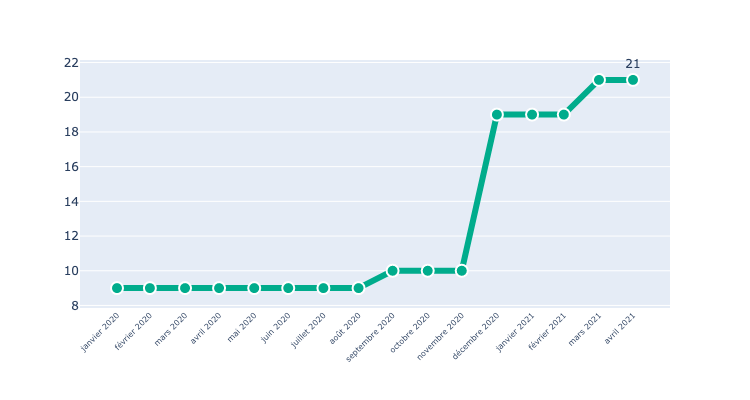 22
21
20
18
16
14
12
10
8
janvier 2020
février 2020
mars 2020
avril 2020
mai 2020
juin 2020
juillet 2020
août 2020
septembre 2020
octobre 2020
novembre 2020
décembre 2020
janvier 2021
février 2021
mars 2021
avril 2021